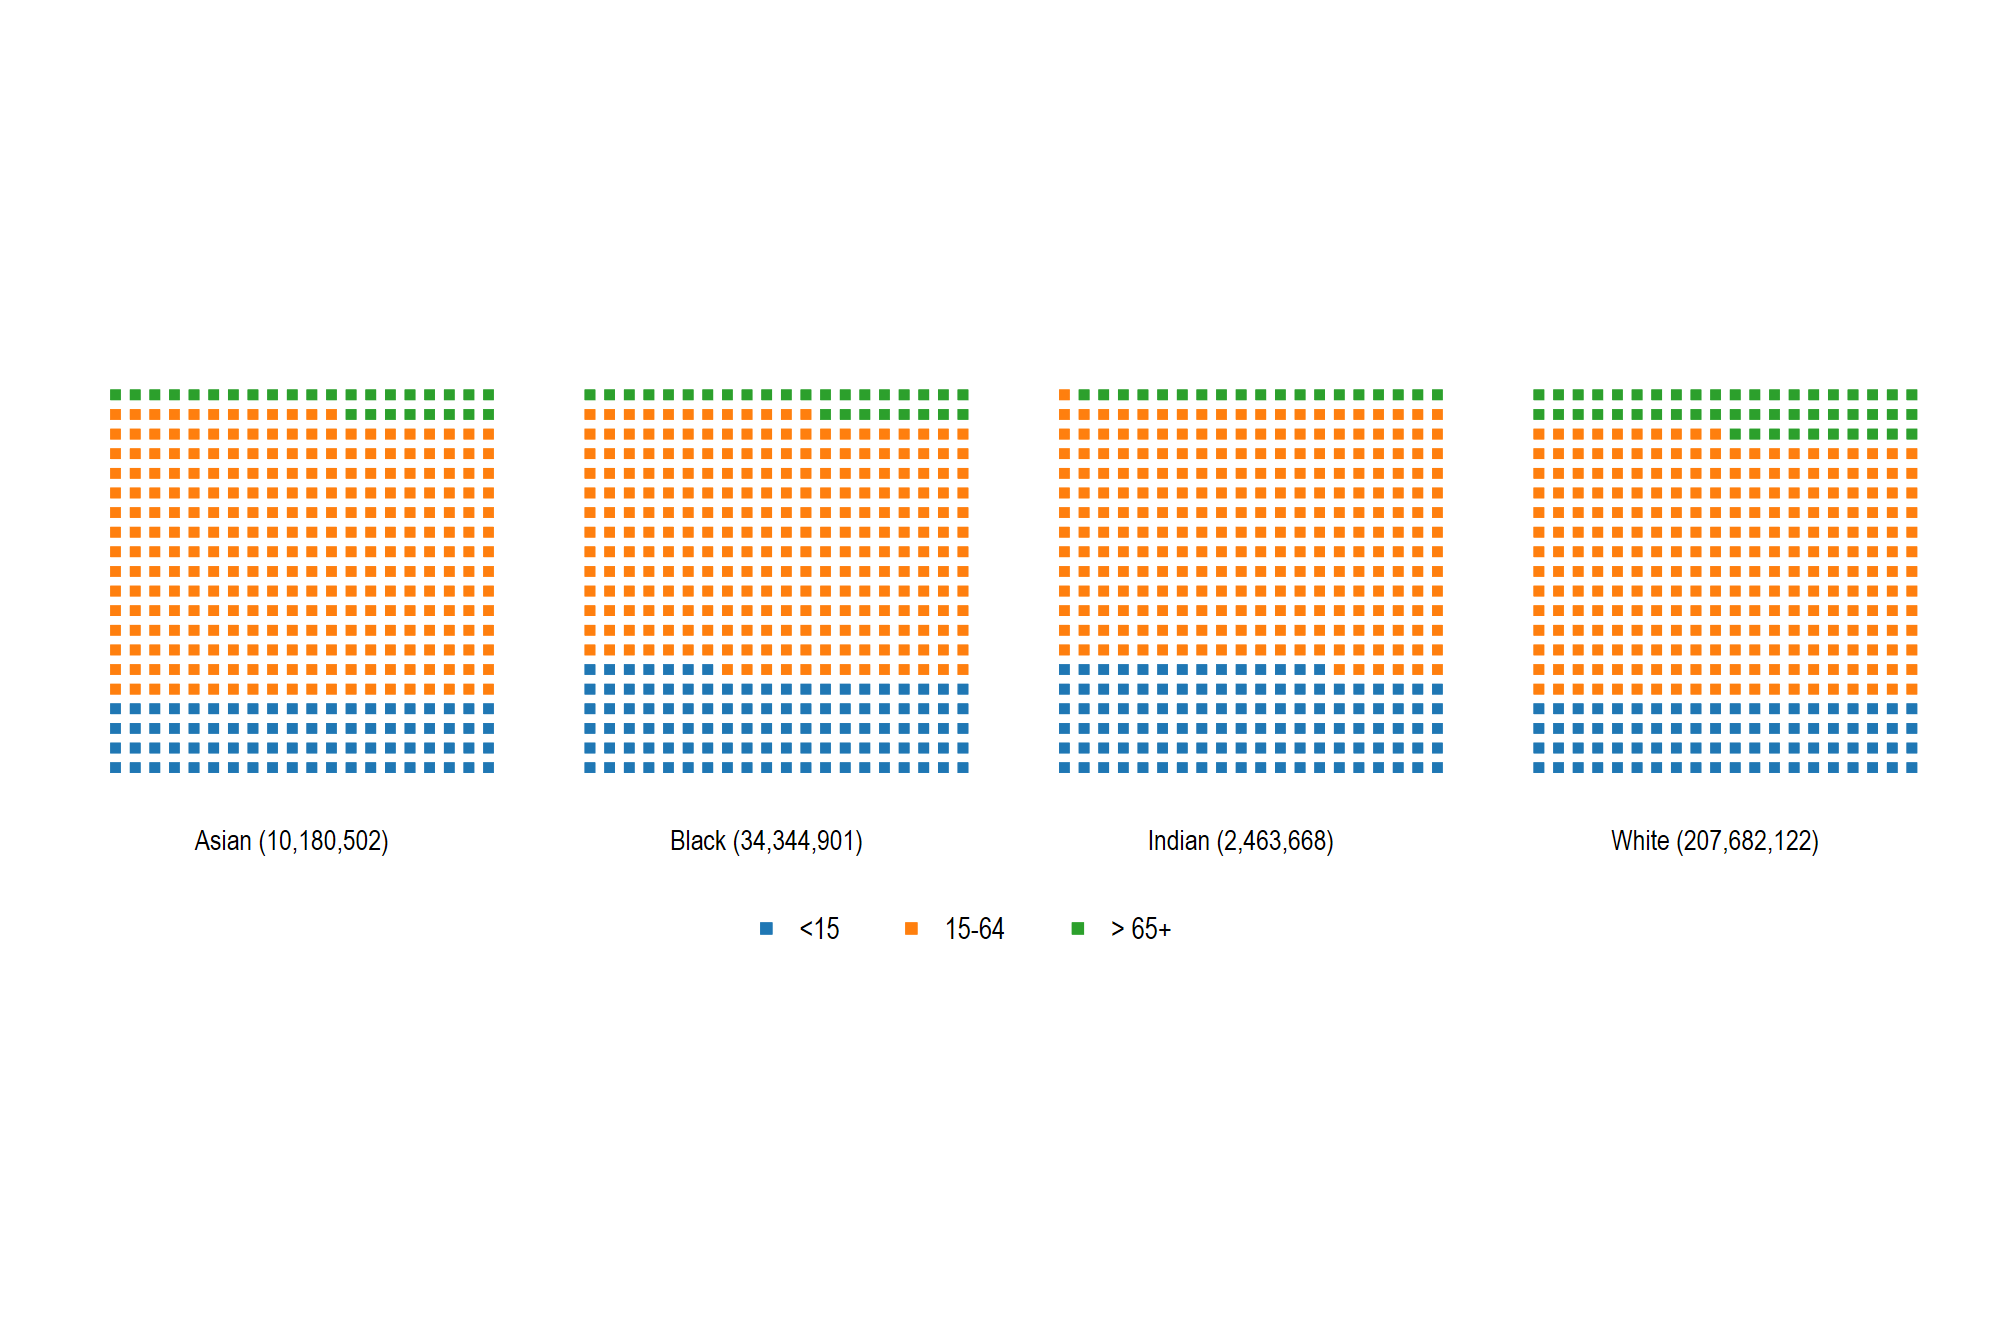 Asian (10,180,502)
Black (34,344,901)
Indian (2,463,668)
White (207,682,122)
<15
15-64
> 65+